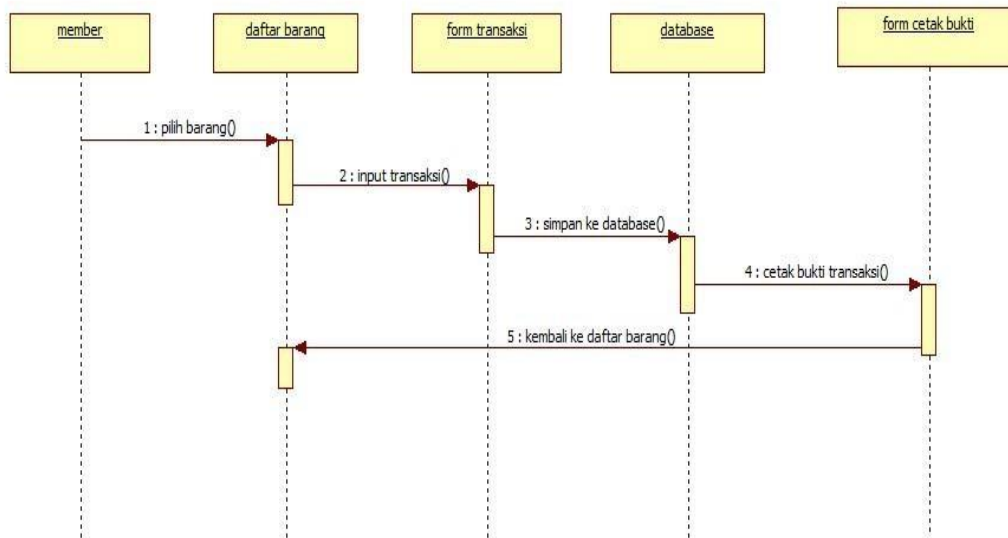 member
daftar barang
form transaksi
database
form cetak bukti
1 : pilih barang()
2 : input transaksi()
3 : simpan ke database()
4 : cetak bukti transaksi()
5 : kembali ke daftar barang()